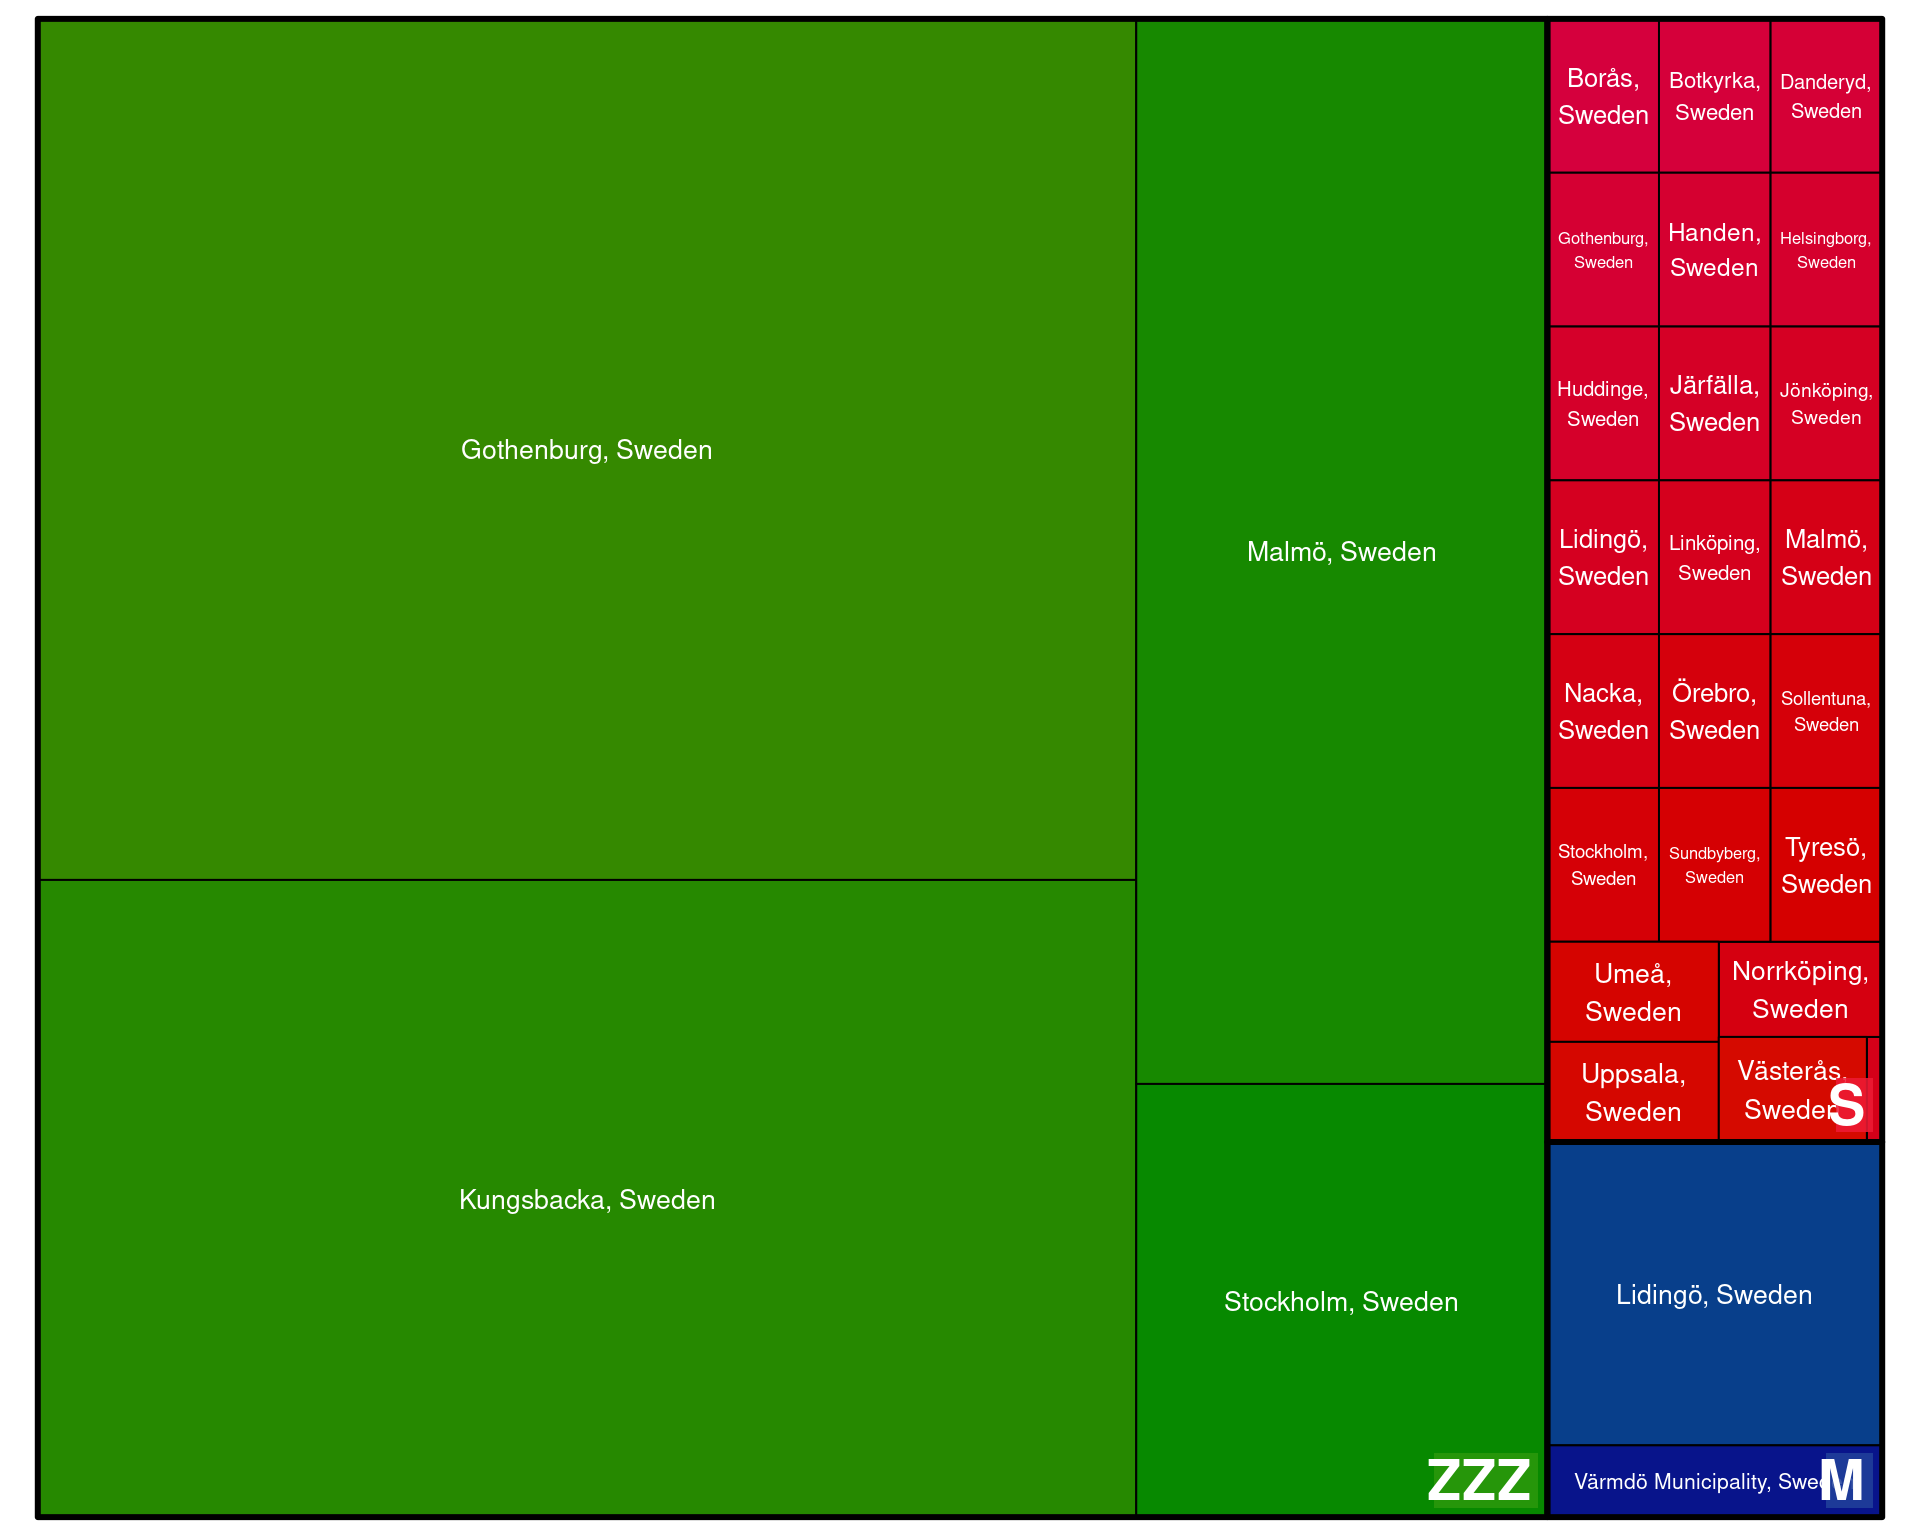 Gothenburg, Sweden
Kungsbacka, Sweden
Malmö, Sweden
Stockholm, Sweden
ZZZ
Borås,
Sweden
Botkyrka,
Sweden
Danderyd,
Sweden
Gothenburg,
Sweden
Handen,
Sweden
Helsingborg,
Sweden
Huddinge,
Sweden
Järfälla,
Sweden
Jönköping,
Sweden
Lidingö,
Sweden
Linköping,
Sweden
Malmö,
Sweden
Nacka,
Sweden
Örebro,
Sweden
Sollentuna,
Sweden
Stockholm,
Sweden
Sundbyberg,
Sweden
Tyresö,
Sweden
Umeå,
Sweden
Norrköping,
Sweden
Uppsala,
Sweden
Västerås,
Sweden
S
Lidingö, Sweden
Värmdö Municipality, Swed
M